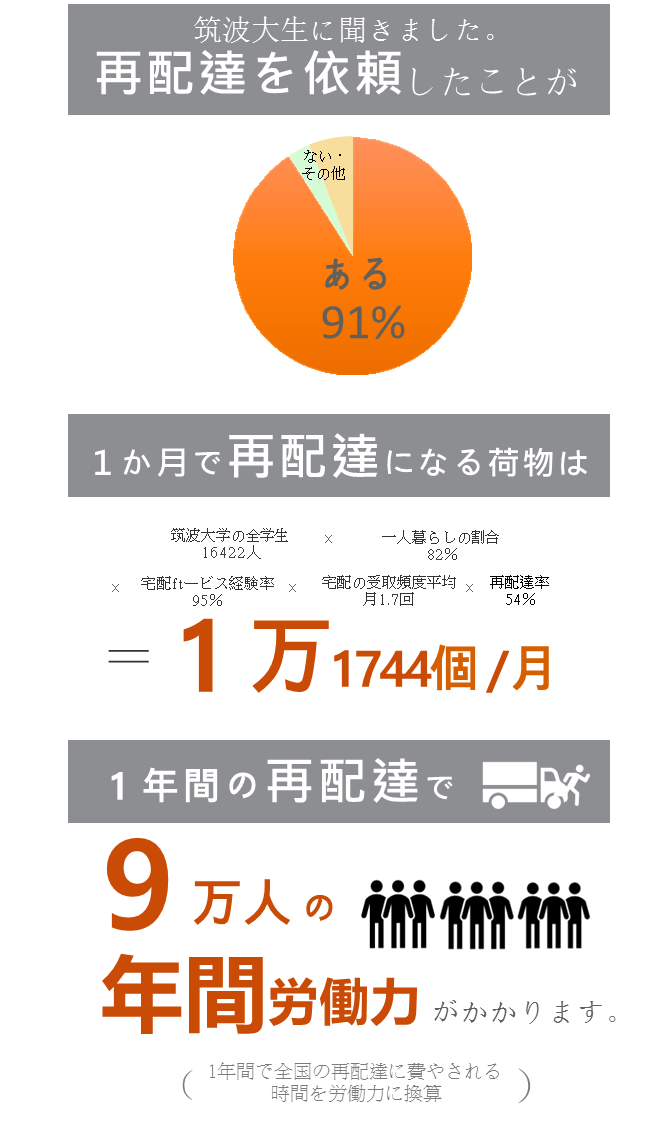 筑波大生に聞きました。
再配達を依頼したことが
ない・
その他
ある
91%
1か月で再配達になる荷物は
筑波大学の全学生 × 一人暮らしの割合
16422人 82%
× 宅配ftービス経験率 × 宅配の受取頻度平均 × 再配達率
95% 月1.7回 54%
＝1万1744個/月
1年間の再配達で
9万人の
年間労働力がかかります。
(1年間で全国の再配達に費やされる
時間を労働力に換算)